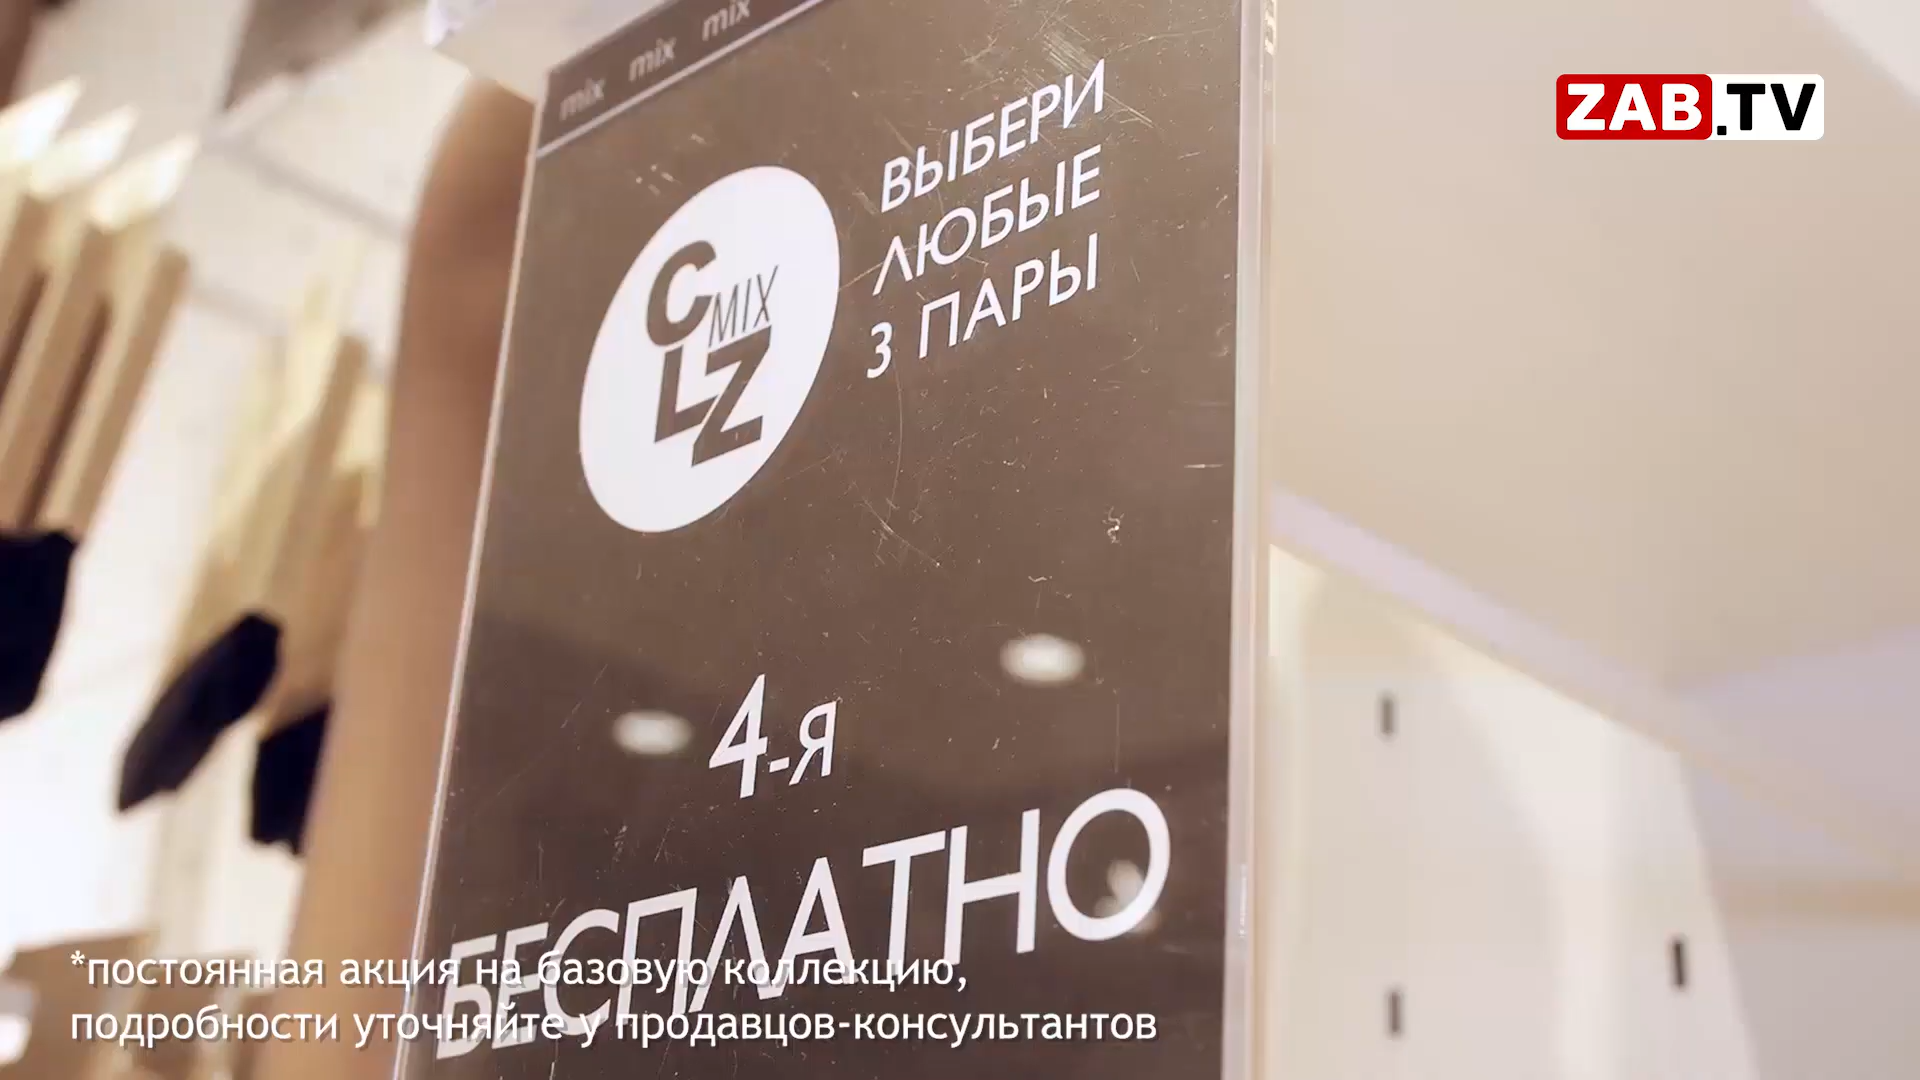 mix mix mix
ZAB.TV
ВЫБЕРИ
ЛЮБЫЕ
3 ПАРЫ
C
MIX
LZ
4-Я
БЕСПЛАТНО
*постоянная акция на базовую коллекцию,
подробности уточняйте у продавцов-консультантов